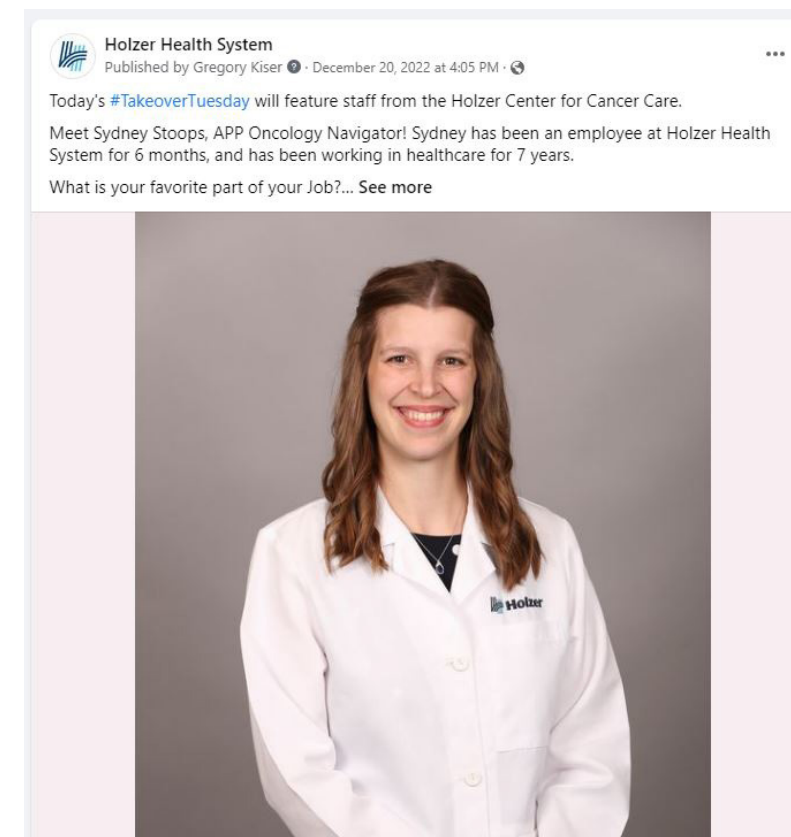 Holzer Health System
Published by Gregory Kiser · December 20, 2022 at 4:05 PM ·
Today's #TakeoverTuesday will feature staff from the Holzer Center for Cancer Care.
Meet Sydney Stoops, APP Oncology Navigator! Sydney has been an employee at Holzer Health
System for 6 months, and has been working in healthcare for 7 years.
What is your favorite part of your Job?... See more
Holzer